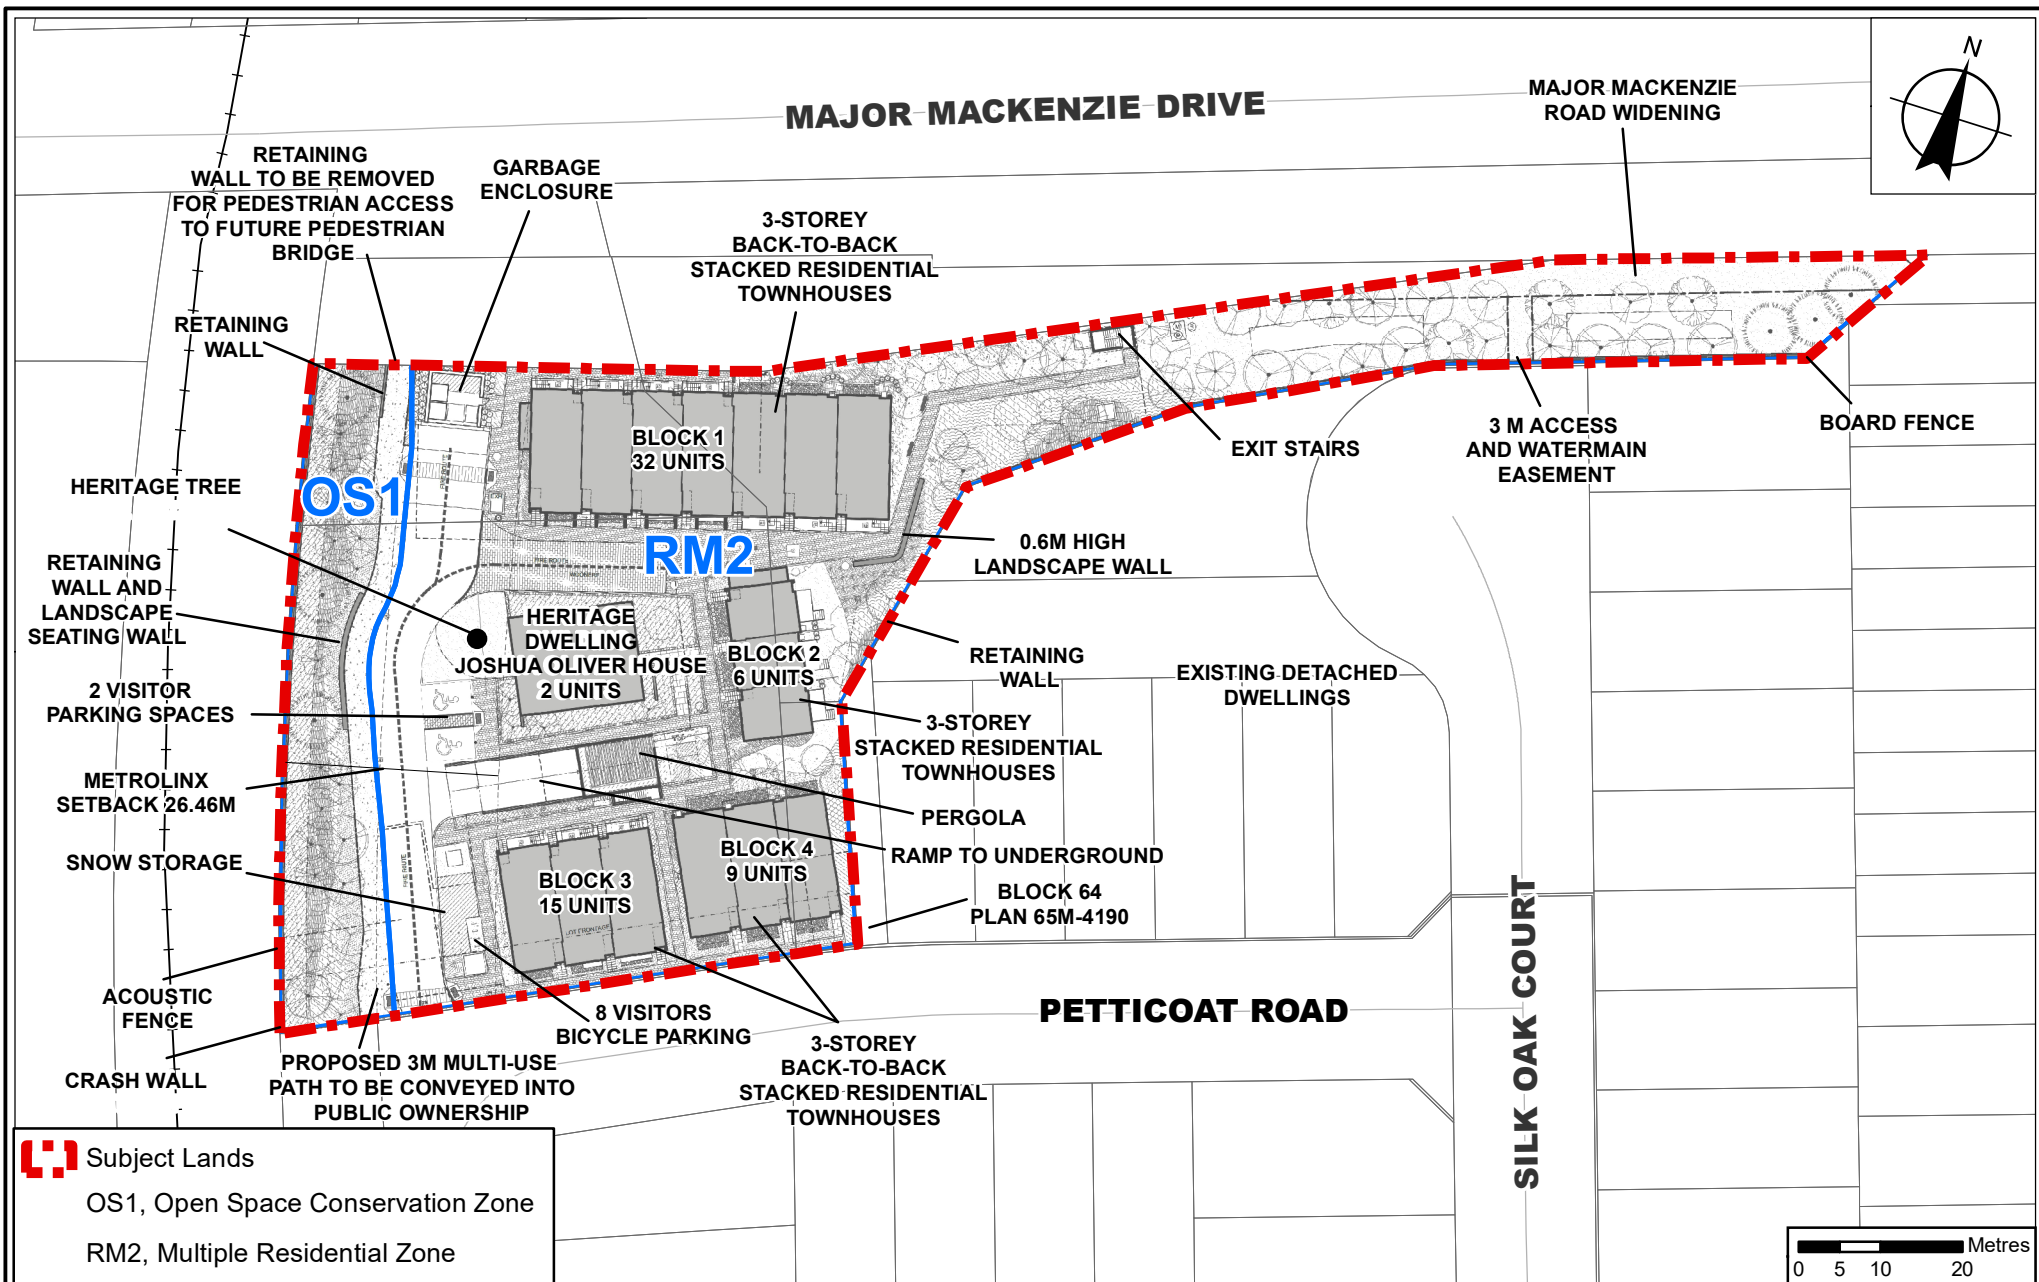 N
MAJOR MACKENZIE DRIVE
MAJOR MACKENZIE
ROAD WIDENING
RETAINING
WALL TO BE REMOVED
FOR PEDESTRIAN ACCESS
TO FUTURE PEDESTRIAN
BRIDGE
GARBAGE
ENCLOSURE
3-STOREY
BACK-TO-BACK
STACKED RESIDENTIAL
TOWNHOUSES
RETAINING
WALL
BLOCK 1
32 UNITS
EXIT STAIRS
3 M ACCESS
AND WATERMAIN
EASEMENT
BOARD FENCE
HERITAGE TREE
OS1
RM2
0.6M HIGH
LANDSCAPE WALL
RETAINING
WALL AND
LANDSCAPE
SEATING WALL
HERITAGE
DWELLING
JOSHUA OLIVER HOUSE
2 UNITS
BLOCK 2
6 UNITS
RETAINING
WALL
EXISTING DETACHED
DWELLINGS
2 VISITOR
PARKING SPACES
3-STOREY
STACKED RESIDENTIAL
TOWNHOUSES
METROLINX
SETBACK 26.46M
PERGOLA
SNOW STORAGE
RAMP TO UNDERGROUND
BLOCK 3
15 UNITS
BLOCK 4
9 UNITS
BLOCK 64
PLAN 65M-4190
LOT FRONTAGE
FIRE ROUTE
ACOUSTIC
FENCE
8 VISITORS
BICYCLE PARKING
PETTICOAT ROAD
SILK OAK COURT
CRASH WALL
PROPOSED 3M MULTI-USE
PATH TO BE CONVEYED INTO
PUBLIC OWNERSHIP
3-STOREY
BACK-TO-BACK
STACKED RESIDENTIAL
TOWNHOUSES
Subject Lands
OS1, Open Space Conservation Zone
RM2, Multiple Residential Zone
Metres
0 5 10 20